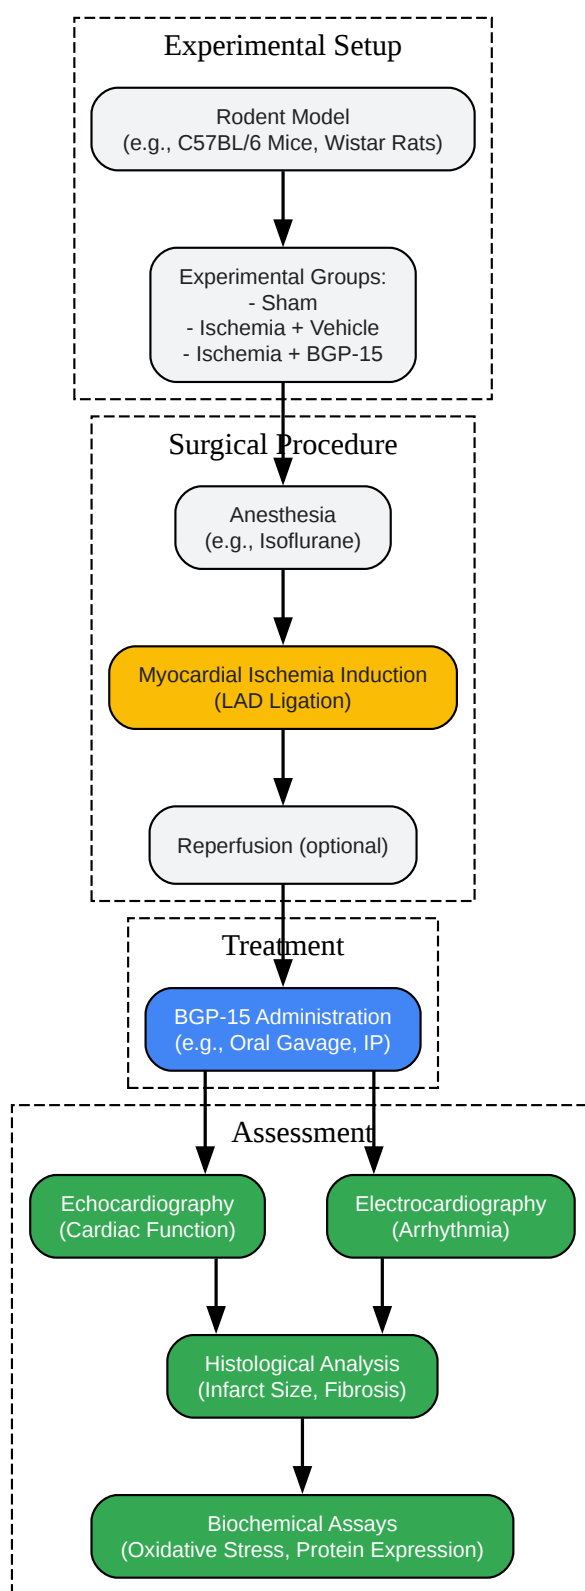 Experimental Setup
Rodent Model
(e.g., C57BL/6 Mice, Wistar Rats)
Experimental Groups:
- Sham
- Ischemia + Vehicle
- Ischemia + BGP-15
Surgical Procedure
Anesthesia
(e.g., Isoflurane)
Myocardial Ischemia Induction
(LAD Ligation)
Reperfusion (optional)
Treatment
BGP-15 Administration
(e.g., Oral Gavage, IP)
Assessment
Echocardiography
(Cardiac Function)
Electrocardiography
(Arrhythmia)
Histological Analysis
(Infarct Size, Fibrosis)
Biochemical Assays
(Oxidative Stress, Protein Expression)